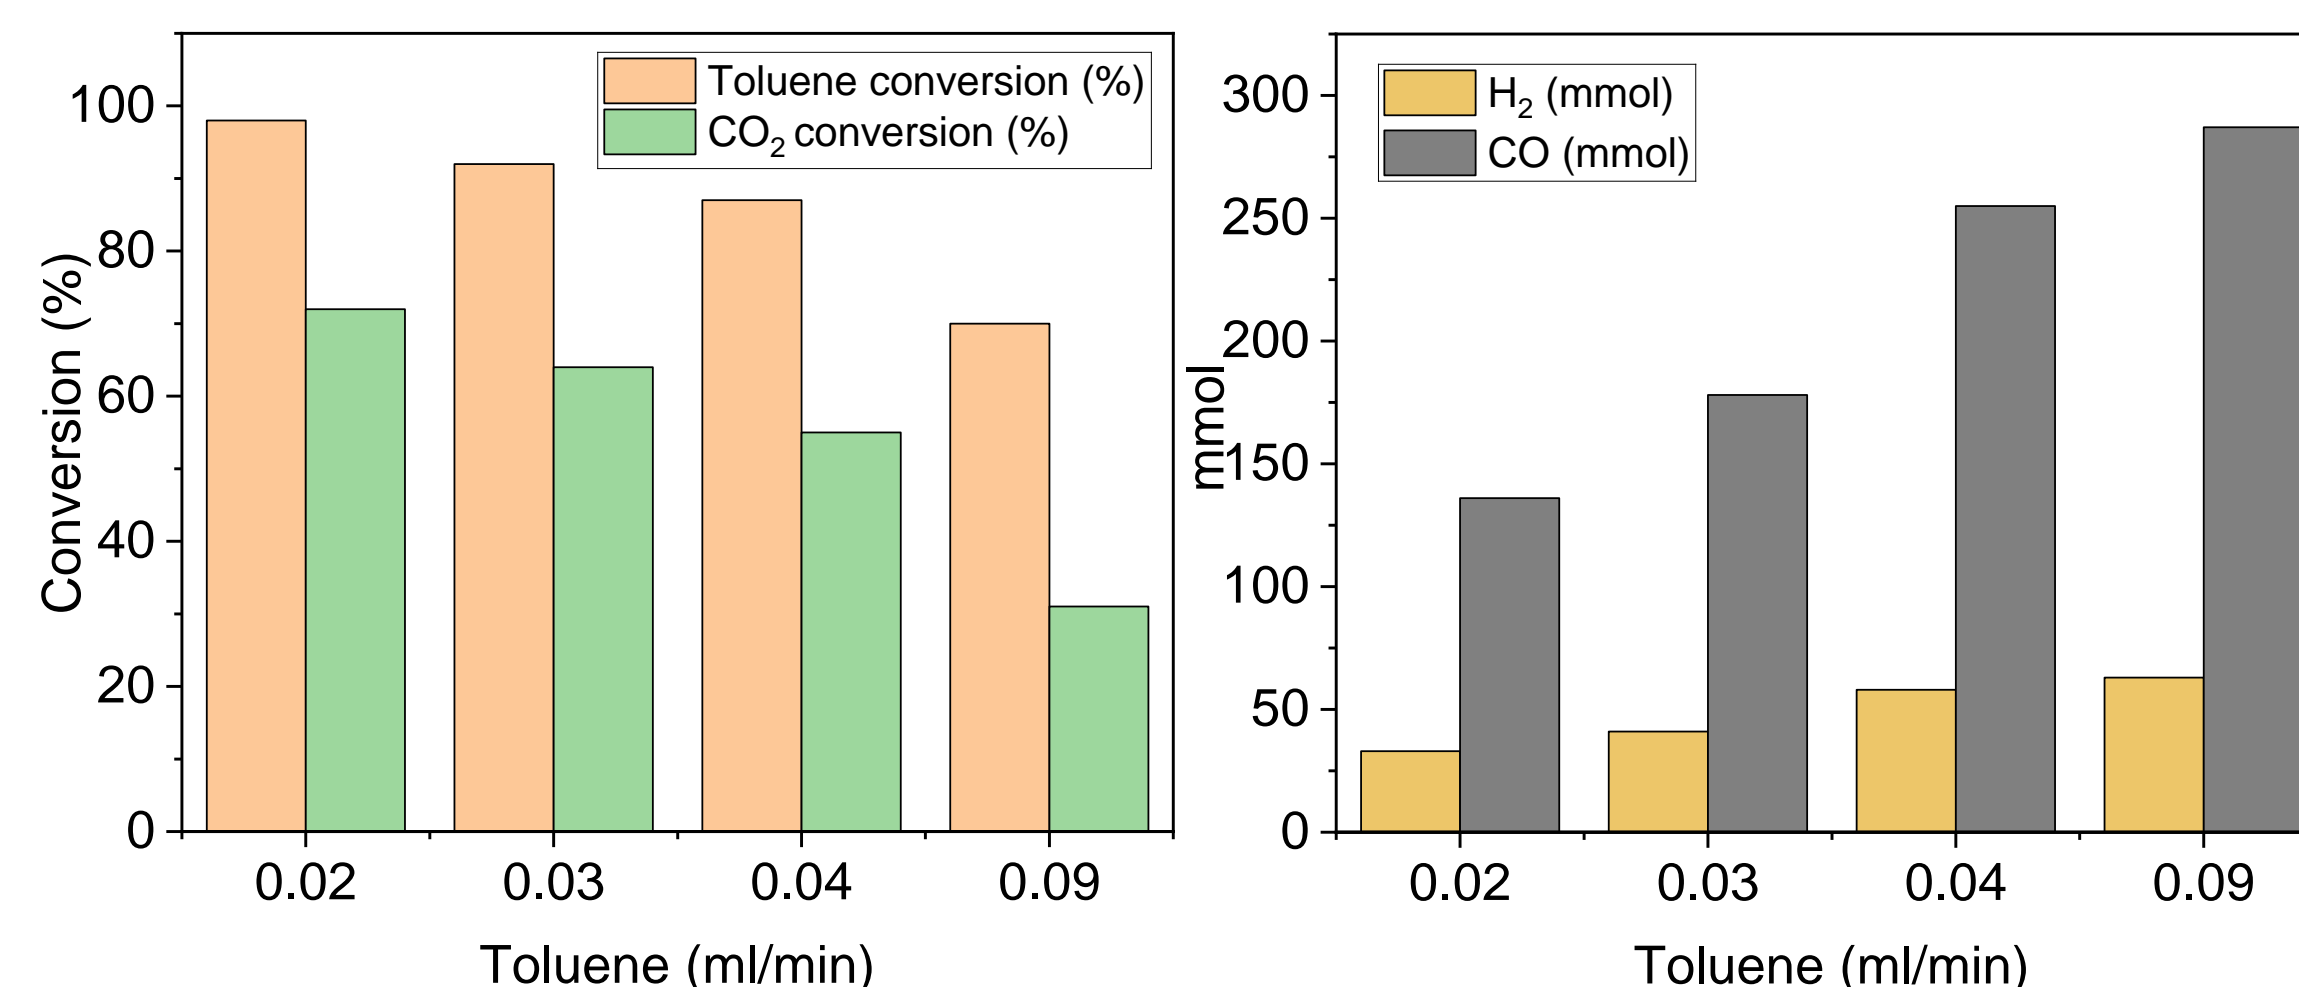 Toluene conversion (%)
CO₂ conversion (%)
100
80
60
40
20
0
Conversion (%)
0.02 0.03 0.04 0.09
Toluene (ml/min)
H₂ (mmol)
CO (mmol)
300
250
200
150
100
50
0
mmol
0.02 0.03 0.04 0.09
Toluene (ml/min)